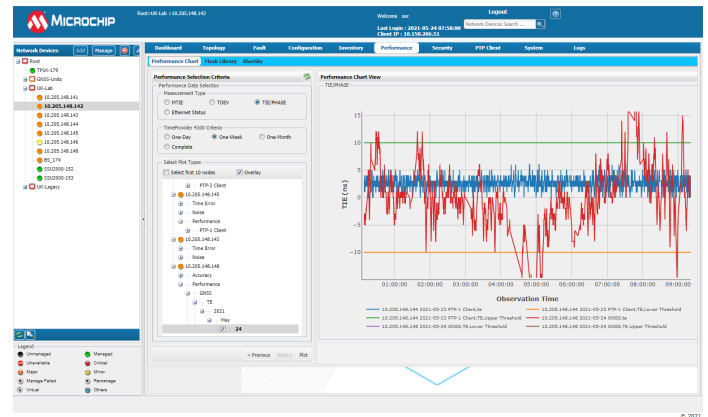 MICROCHIP
Root>UK-Lab >10.205.148.142
Welcome ssc
Logout
Last Login : 2021-05-24 07:58:00
Client IP : 10.150.206.51
Network Devices Search ...
Network Devices
Add
Manage
Dashboard Topology Fault Configuration Inventory Performance Security PTP Client System Logs
Performance Chart Mask Library BlueSky
Root
TP1K-179
GNSS-Units
UK-Lab
10.205.148.141
10.205.148.142
10.205.148.143
10.205.148.144
10.205.148.145
10.205.148.146
10.205.148.148
BS_174
SSU2000-152
SSU2000-153
UK-Legacy
Legend
Unmanaged Managed
Unavailable Critical
Major Minor
Manage Failed Remanage
Virtual Others
Performance Selection Criteria
Performance Data Selection
Measurement Type
MTIE TDEV TIE/PHASE
Ethernet Status
TimeProvider 4100 Criteria
One-Day One-Week One-Month
Complete
Select Plot Types
Select first 10 nodes Overlay
PTP-2 Client
10.205.148.145
Time Error
Noise
Performance
PTP-1 Client
10.205.148.143
Time Error
Noise
10.205.148.148
Accuracy
Performance
GNSS
TE
2021
May
24
< Previous Next > Plot
Performance Chart View
TIE/PHASE
15
10
5
0
−5
−10
TIE (ns)
01:00:00 02:00:00 03:00:00 04:00:00 05:00:00 06:00:00 07:00:00 08:00:00 09:00:00
Observation Time
10.205.148.144 2021-05-23 PTP-1 Client,te
10.205.148.144 2021-05-23 PTP-1 Client,TE,Lower Threshold
10.205.148.144 2021-05-23 PTP-1 Client,TE,Upper Threshold
10.205.148.148 2021-05-24 GNSS,te
10.205.148.148 2021-05-24 GNSS,TE,Lower Threshold
10.205.148.148 2021-05-24 GNSS,TE,Upper Threshold
© 2021